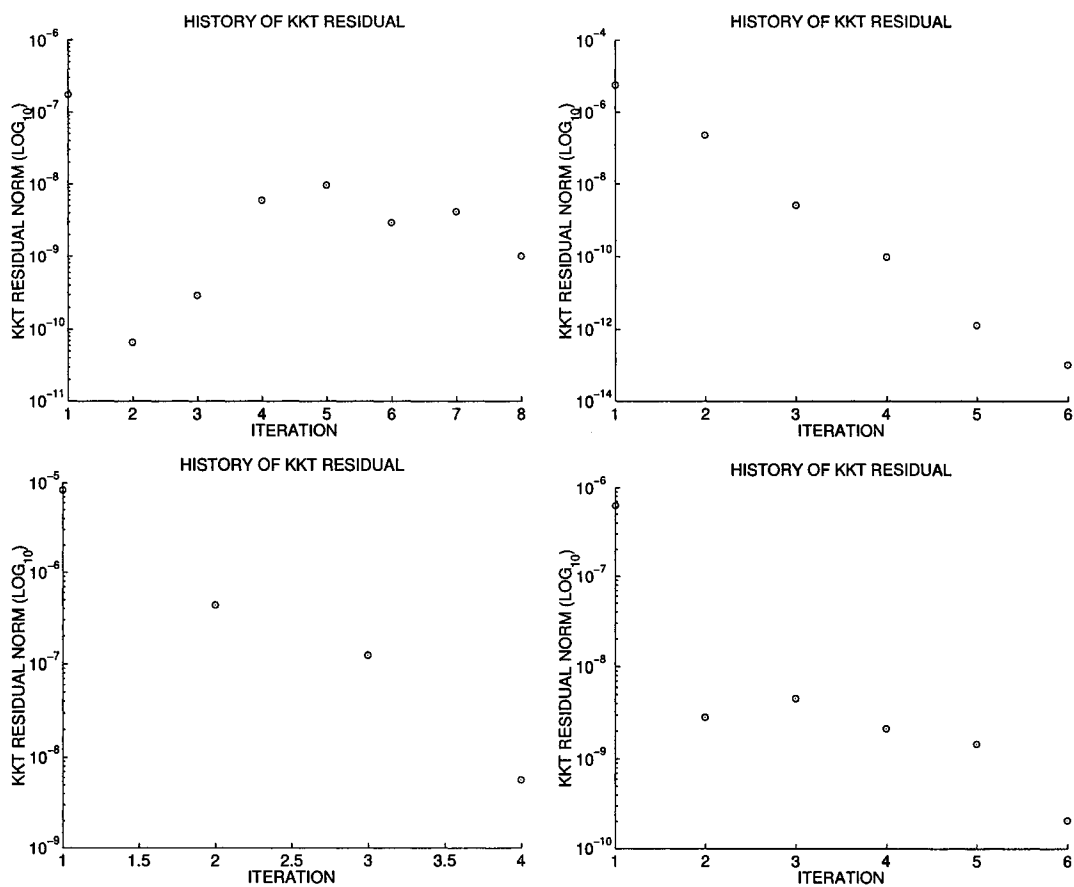 HISTORY OF KKT RESIDUAL
KKT RESIDUAL NORM (LOG₁₀)
10⁻⁶
10⁻⁷
10⁻⁸
10⁻⁹
10⁻¹⁰
10⁻¹¹
1 2 3 4 5 6 7 8
ITERATION
HISTORY OF KKT RESIDUAL
KKT RESIDUAL NORM (LOG₁₀)
10⁻⁴
10⁻⁶
10⁻⁸
10⁻¹⁰
10⁻¹²
10⁻¹⁴
1 2 3 4 5 6
ITERATION
HISTORY OF KKT RESIDUAL
KKT RESIDUAL NORM (LOG₁₀)
10⁻⁵
10⁻⁶
10⁻⁷
10⁻⁸
10⁻⁹
1 1.5 2 2.5 3 3.5 4
ITERATION
HISTORY OF KKT RESIDUAL
KKT RESIDUAL NORM (LOG₁₀)
10⁻⁶
10⁻⁷
10⁻⁸
10⁻⁹
10⁻¹⁰
1 2 3 4 5 6
ITERATION